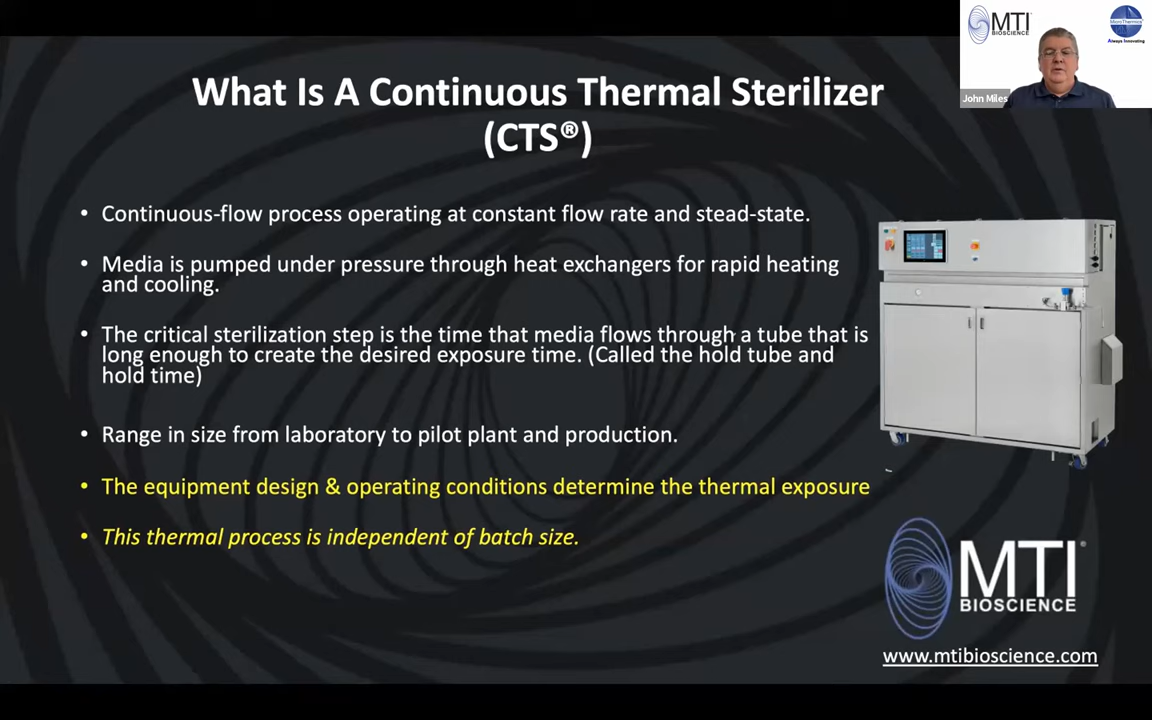 What Is A Continuous Thermal Sterilizer
(CTS®)
• Continuous-flow process operating at constant flow rate and stead-state.
• Media is pumped under pressure through heat exchangers for rapid heating
and cooling.
• The critical sterilization step is the time that media flows through a tube that is
long enough to create the desired exposure time. (Called the hold tube and
hold time)
• Range in size from laboratory to pilot plant and production.
• The equipment design & operating conditions determine the thermal exposure
• This thermal process is independent of batch size.
MTI
BIOSCIENCE
MicroThermics
Always Innovating
John Miles
MTI®
BIOSCIENCE
www.mtibioscience.com